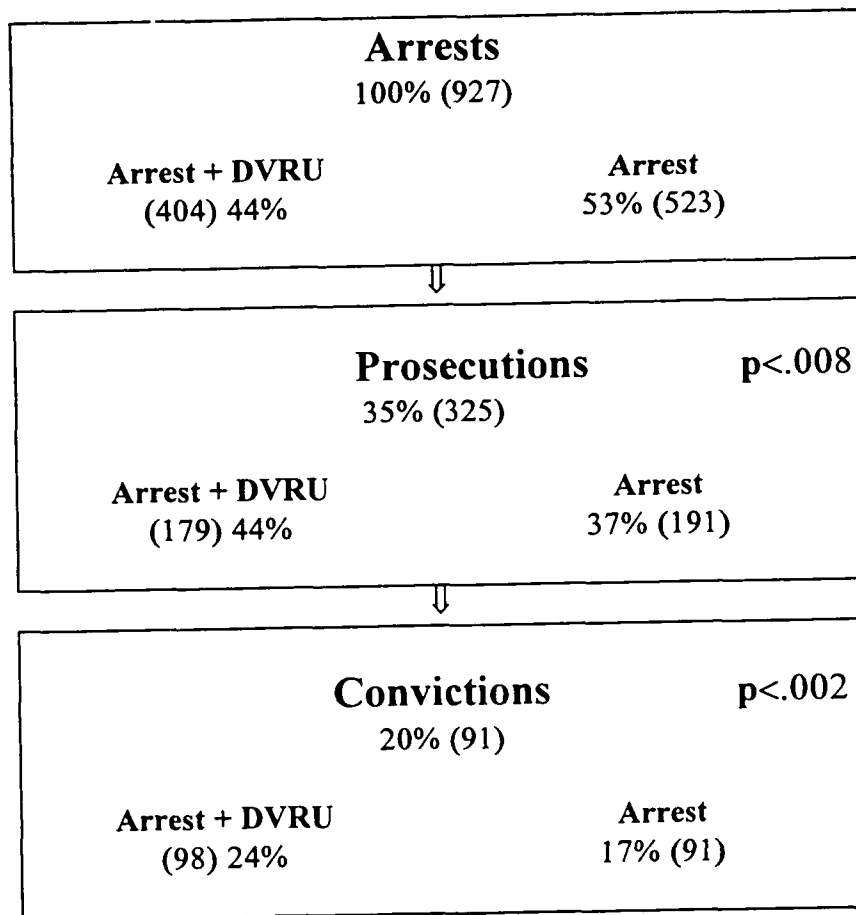 Arrests
100% (927)
Arrest + DVRU Arrest
(404) 44% 53% (523)
⇓
Prosecutions p<.008
35% (325)
Arrest + DVRU Arrest
(179) 44% 37% (191)
⇓
Convictions p<.002
20% (91)
Arrest + DVRU Arrest
(98) 24% 17% (91)